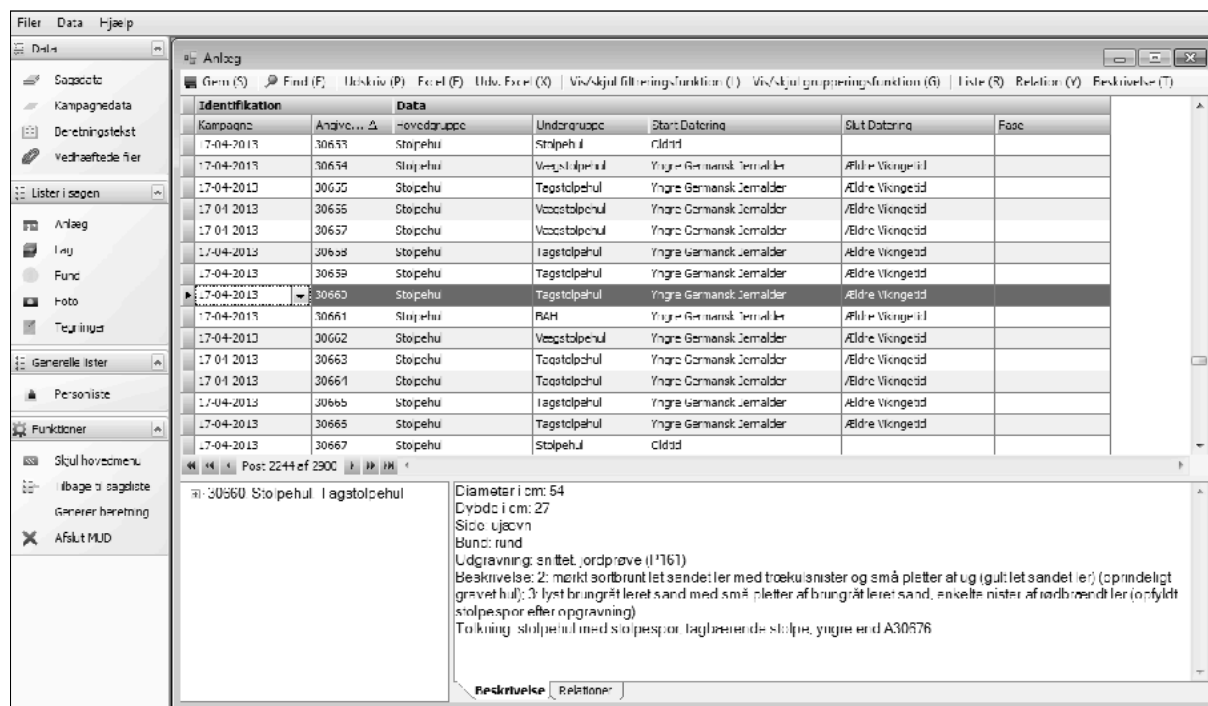 Filer Data Hjælp
Data
Sagsdata
Kampagnedata
Beretningstekst
Vedhæftede filer
Lister i sagen
Anlæg
Lag
Fund
Foto
Tegninger
Generelle lister
Personliste
Funktioner
Skjul hovedmenu
Tilbage til sagsliste
Generer beretning
Afslut MUD
Anlæg
Gem (S) Find (F) Udskriv (P) Excel (E) Udv. Excel (X) Vis/skjul filtreringsfunktion (L) Vis/skjul grupperingsfunktion (G) Liste (R) Relation (Y) Beskrivelse (T)
Identifikation Data
Kampagne Angive... Hovedgruppe Undergruppe Start Datering Slut Datering Fase
17-04-2013 30653 Stolpehul Stolpehul Oldtid
17-04-2013 30654 Stolpehul Vægstolpehul Yngre Germansk Jernalder Ældre Vikingetid
17-04-2013 30655 Stolpehul Tagstolpehul Yngre Germansk Jernalder Ældre Vikingetid
17-04-2013 30656 Stolpehul Vægstolpehul Yngre Germansk Jernalder Ældre Vikingetid
17-04-2013 30657 Stolpehul Vægstolpehul Yngre Germansk Jernalder Ældre Vikingetid
17-04-2013 30658 Stolpehul Tagstolpehul Yngre Germansk Jernalder Ældre Vikingetid
17-04-2013 30659 Stolpehul Tagstolpehul Yngre Germansk Jernalder Ældre Vikingetid
17-04-2013 30660 Stolpehul Tagstolpehul Yngre Germansk Jernalder Ældre Vikingetid
17-04-2013 30661 Stolpehul BAH Yngre Germansk Jernalder Ældre Vikingetid
17-04-2013 30662 Stolpehul Vægstolpehul Yngre Germansk Jernalder Ældre Vikingetid
17-04-2013 30663 Stolpehul Tagstolpehul Yngre Germansk Jernalder Ældre Vikingetid
17-04-2013 30664 Stolpehul Tagstolpehul Yngre Germansk Jernalder Ældre Vikingetid
17-04-2013 30665 Stolpehul Tagstolpehul Yngre Germansk Jernalder Ældre Vikingetid
17-04-2013 30666 Stolpehul Tagstolpehul Yngre Germansk Jernalder Ældre Vikingetid
17-04-2013 30667 Stolpehul Stolpehul Oldtid
Post 2244 af 2900
30660: Stolpehul. Tagstolpehul
Diameter i cm: 54
Dybde i cm: 27
Side: ujævn
Bund: rund
Udgravning: snittet, jordprøve (P161)
Beskrivelse: 2: mørkt sortbrunt let sandet ler med trækulsnister og små pletter af ug (gult let sandet ler) (oprindeligt
gravet hul); 3: lyst brungråt leret sand med små pletter af brungråt leret sand, enkelte nister af rødbrændt ler (opfyldt
stolpespor efter opgravning)
Tolkning: stolpehul med stolpespor, tagbærende stolpe, yngre end A30676
Beskrivelse Relationer